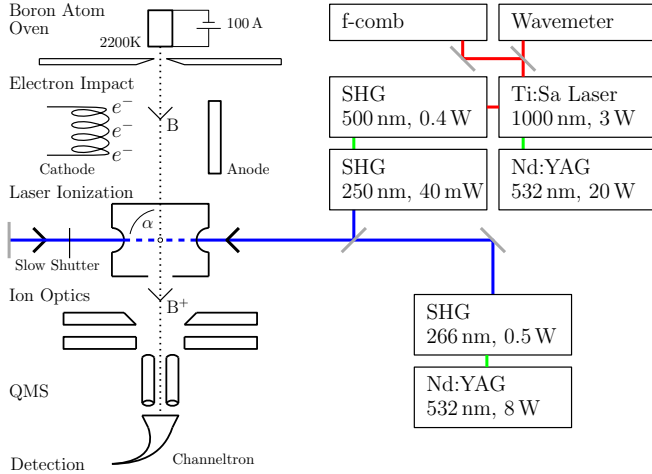 Boron Atom
Oven
100 A
2200K
Electron Impact
e⁻
e⁻
e⁻
B
Cathode
Anode
Laser Ionization
α
Slow Shutter
Ion Optics
B⁺
QMS
Channeltron
Detection
f-comb
Wavemeter
SHG
500 nm, 0.4 W
Ti:Sa Laser
1000 nm, 3 W
SHG
250 nm, 40 mW
Nd:YAG
532 nm, 20 W
SHG
266 nm, 0.5 W
Nd:YAG
532 nm, 8 W